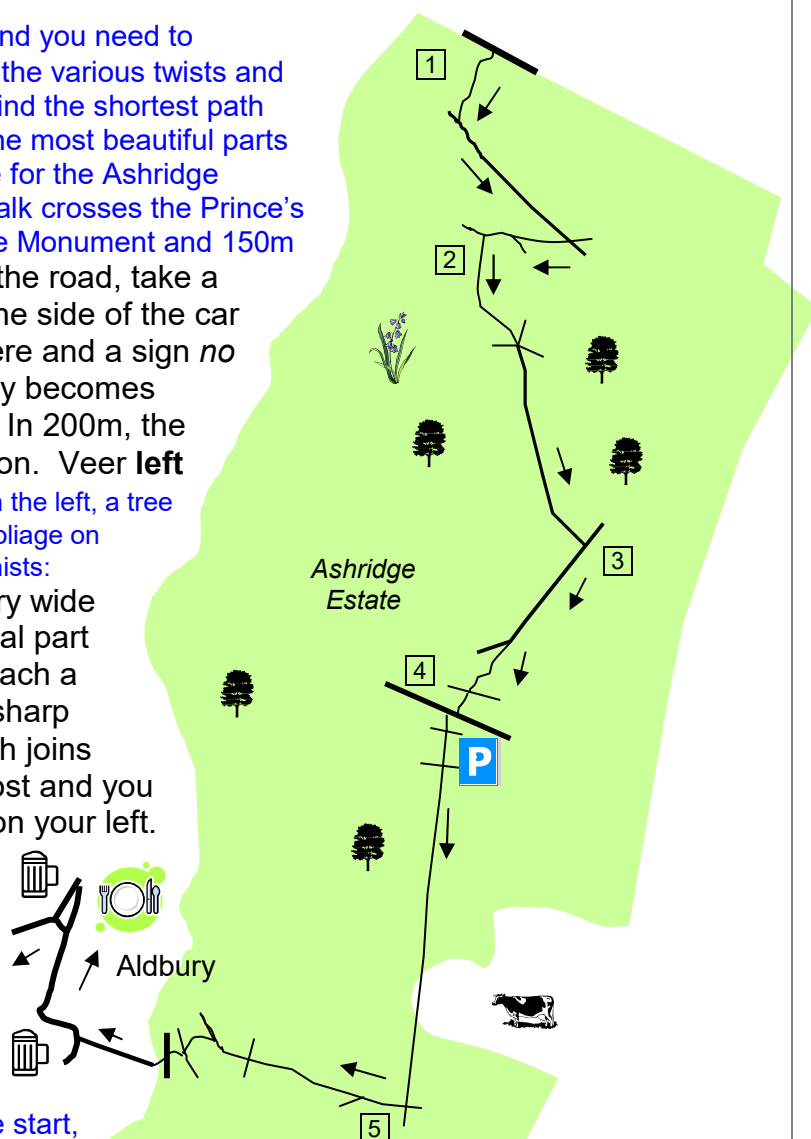 nd you need to
the various twists and
ind the shortest path
he most beautiful parts
e for the Ashridge
alk crosses the Prince's
e Monument and 150m
the road, take a
ne side of the car
ere and a sign no
y becomes
In 200m, the
on. Veer left
n the left, a tree
oliage on
nists:
ry wide
al part
ach a
sharp
h joins
ost and you
on your left.
1
2
3
Ashridge
Estate
4
P
Aldbury
e start,
5